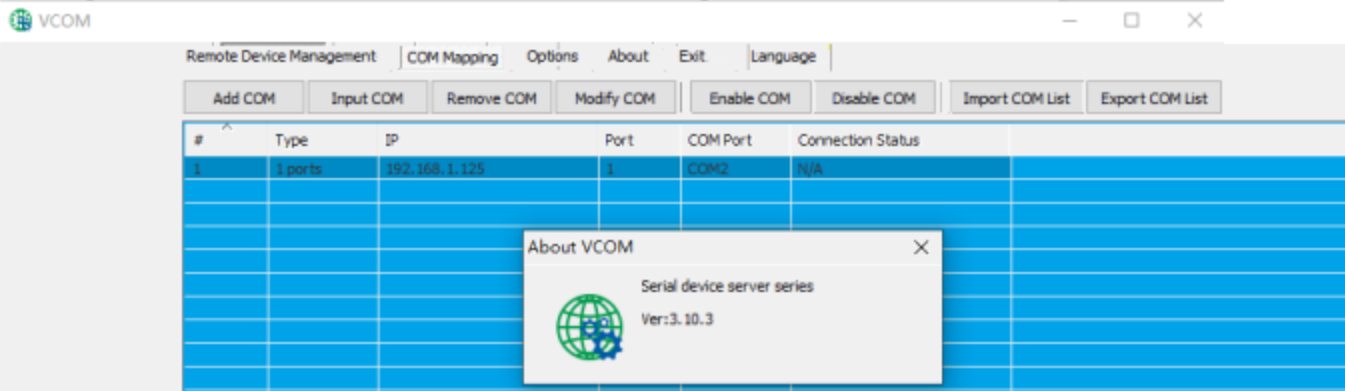 VCOM
Remote Device Management COM Mapping Options About Exit Language
Add COM Input COM Remove COM Modify COM Enable COM Disable COM Import COM List Export COM List
# Type IP Port COM Port Connection Status
1 1 ports 192.168.1.125 1 COM2 N/A
About VCOM
Serial device server series
Ver:3.10.3